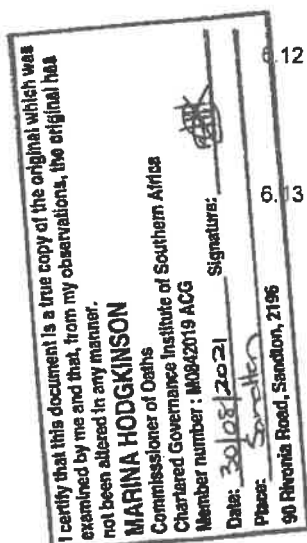 I certify that this document is a true copy of the original which was
examined by me and that, from my observations, the original has
not been altered in any manner.
MARINA HODGKINSON
Commissioner of Oaths
Chartered Governance Institute of Southern Africa
Member number : M0842019 ACG
Date: 30/08/2021 Signature:
Place: Sandton
90 Rivonia Road, Sandton, 2196
6.12
6.13